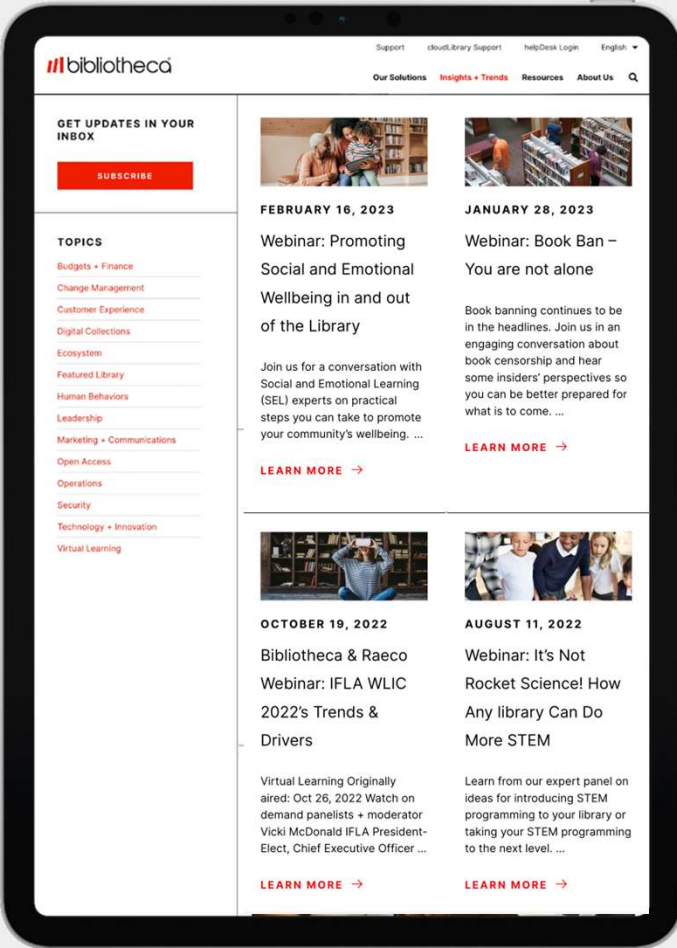 bibliotheca
Support cloudLibrary Support helpDesk Login English
Our Solutions Insights + Trends Resources About Us
GET UPDATES IN YOUR
INBOX
SUBSCRIBE
TOPICS
Budgets + Finance
Change Management
Customer Experience
Digital Collections
Ecosystem
Featured Library
Human Behaviors
Leadership
Marketing + Communications
Open Access
Operations
Security
Technology + Innovation
Virtual Learning
FEBRUARY 16, 2023
Webinar: Promoting
Social and Emotional
Wellbeing in and out
of the Library
Join us for a conversation with
Social and Emotional Learning
(SEL) experts on practical
steps you can take to promote
your community's wellbeing. ...
LEARN MORE →
JANUARY 28, 2023
Webinar: Book Ban –
You are not alone
Book banning continues to be
in the headlines. Join us in an
engaging conversation about
book censorship and hear
some insiders' perspectives so
you can be better prepared for
what is to come. ...
LEARN MORE →
OCTOBER 19, 2022
Bibliotheca & Raeco
Webinar: IFLA WLIC
2022's Trends &
Drivers
Virtual Learning Originally
aired: Oct 26, 2022 Watch on
demand panelists + moderator
Vicki McDonald IFLA President-
Elect, Chief Executive Officer ...
LEARN MORE →
AUGUST 11, 2022
Webinar: It's Not
Rocket Science! How
Any library Can Do
More STEM
Learn from our expert panel on
ideas for introducing STEM
programming to your library or
taking your STEM programming
to the next level. ...
LEARN MORE →